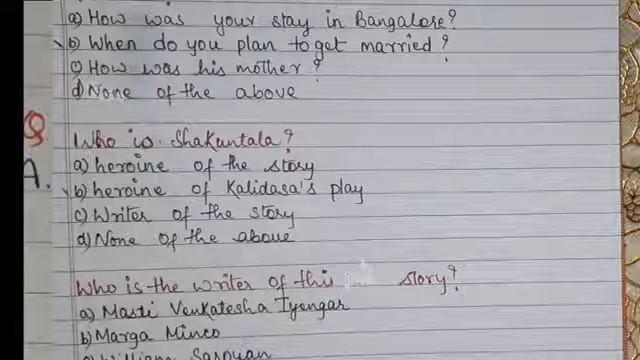 a) How was your stay in Bangalore?
b) When do you plan to get married?
c) How was his mother?
d) None of the above
Q
Who is Shakuntala?
a) heroine of the story
A.
b) heroine of Kalidasa's play
c) Writer of the story
d) None of the above
Who is the writer of this story?
a) Masti Venkatesha Iyengar
b) Marga Minco
c) William Saroyan